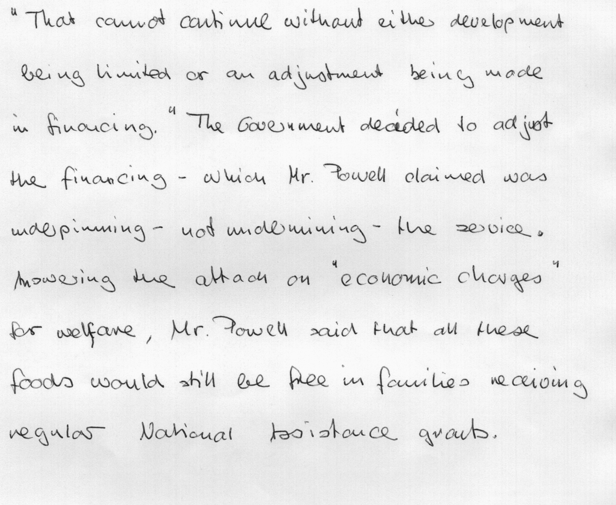 "That cannot continue without either development
being limited or an adjustment being made
in financing." The Government decided to adjust
the financing - which Mr. Powell claimed was
underpinning - not undermining - the service.
Answering the attack on "economic charges"
for welfare, Mr. Powell said that all these
foods would still be free in families receiving
regular National Assistance grants.